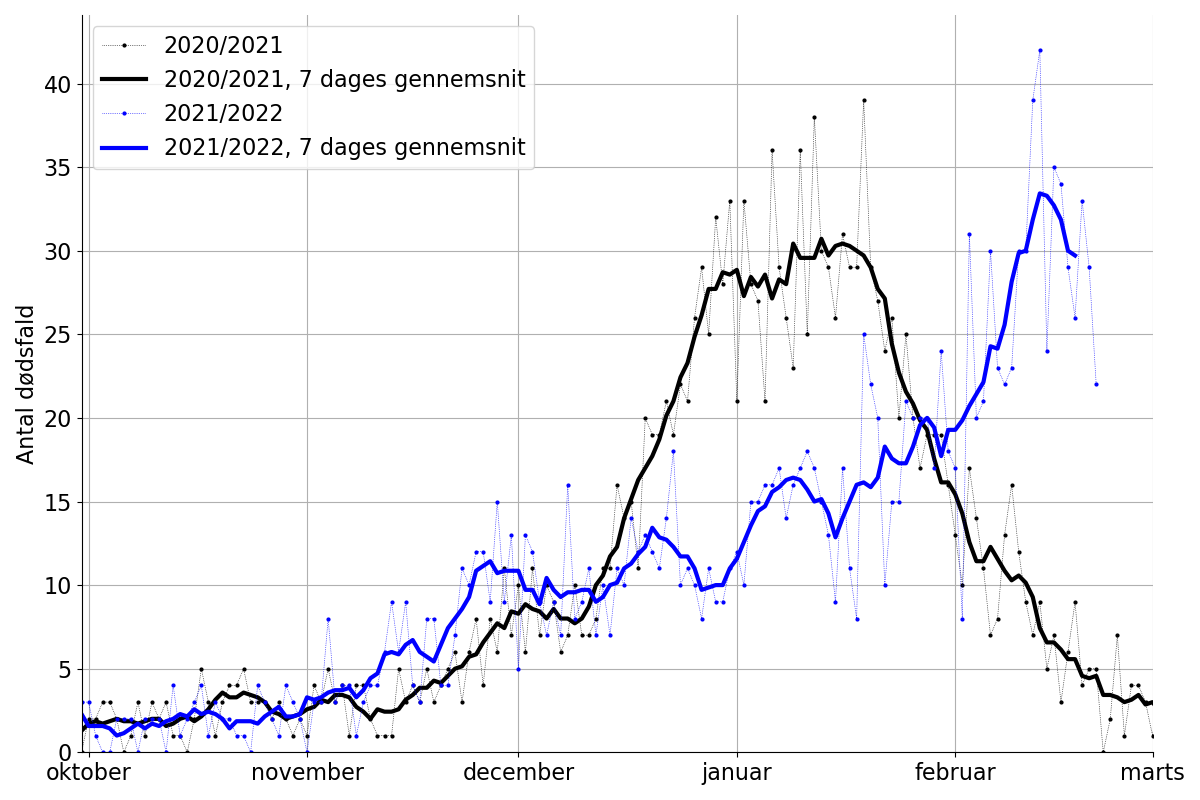 2020/2021
2020/2021, 7 dages gennemsnit
2021/2022
2021/2022, 7 dages gennemsnit
Antal dødsfald
40
35
30
25
20
15
10
5
0
oktober november december januar februar marts